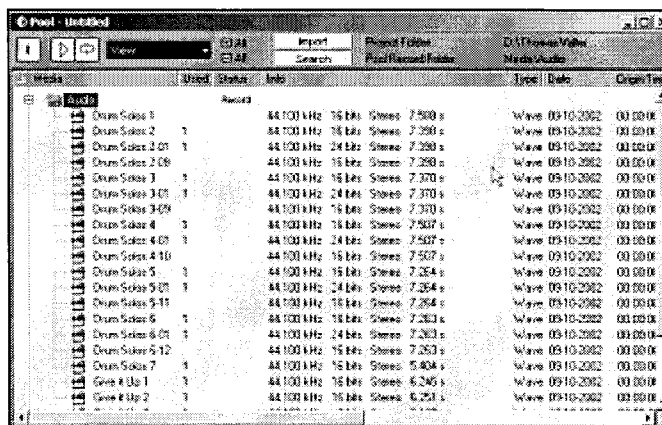 Pool - Untitled
View All Import Project Folder D:\Thomas
All Search Pool Record Folder Media\Audio
Media Used Status Info Type Date Origin Time
Audio Record
Drum Solos 1 44.100 kHz 16 bits Stereo 7.508 s Wave 09-10-2002
Drum Solos 2 1 44.100 kHz 16 bits Stereo 7.390 s Wave 09-10-2002
Drum Solos 2-01 1 44.100 kHz 24 bits Stereo 7.390 s Wave 09-10-2002
Drum Solos 2-09 44.100 kHz 16 bits Stereo 7.390 s Wave 09-10-2002
Drum Solos 3 1 44.100 kHz 16 bits Stereo 7.370 s Wave 09-10-2002
Drum Solos 3-01 1 44.100 kHz 24 bits Stereo 7.370 s Wave 09-10-2002
Drum Solos 3-09 44.100 kHz 16 bits Stereo 7.370 s Wave 09-10-2002
Drum Solos 4 1 44.100 kHz 16 bits Stereo 7.507 s Wave 09-10-2002
Drum Solos 4-01 1 44.100 kHz 24 bits Stereo 7.507 s Wave 09-10-2002
Drum Solos 4-10 44.100 kHz 16 bits Stereo 7.507 s Wave 09-10-2002
Drum Solos 5 1 44.100 kHz 16 bits Stereo 7.264 s Wave 09-10-2002
Drum Solos 5-01 1 44.100 kHz 24 bits Stereo 7.264 s Wave 09-10-2002
Drum Solos 5-11 44.100 kHz 16 bits Stereo 7.264 s Wave 09-10-2002
Drum Solos 6 1 44.100 kHz 16 bits Stereo 7.263 s Wave 09-10-2002
Drum Solos 6-01 1 44.100 kHz 24 bits Stereo 7.263 s Wave 09-10-2002
Drum Solos 6-12 44.100 kHz 16 bits Stereo 7.263 s Wave 09-10-2002
Drum Solos 7 1 44.100 kHz 16 bits Stereo 5.404 s Wave 09-10-2002
Give it Up 1 1 44.100 kHz 16 bits Stereo 6.246 s Wave 09-10-2002
Give it Up 2 1 44.100 kHz 16 bits Stereo 6.251 s Wave 09-10-2002